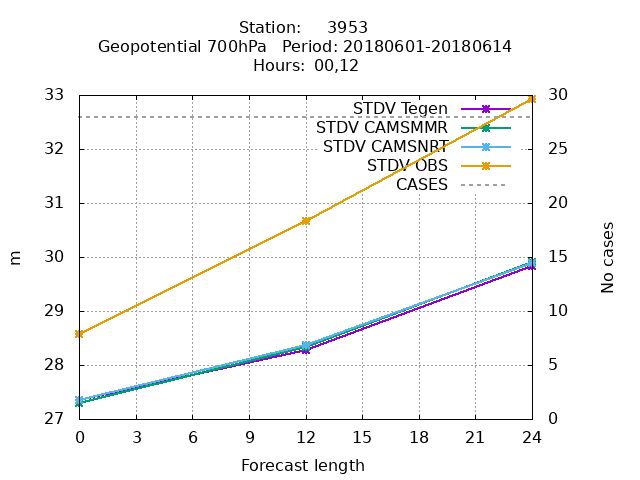 Station: 3953
Geopotential 700hPa Period: 20180601-20180614
Hours: 00,12
33 30
STDV Tegen
STDV CAMSMMR
32 STDV CAMSNRT 25
STDV OBS
CASES
31 20
30 15
m No cases
29 10
28 5
27 0
0 3 6 9 12 15 18 21 24
Forecast length